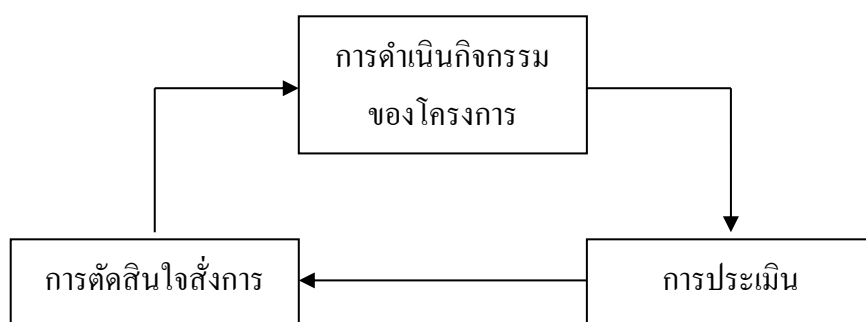 การดำเนินกิจกรรม
ของโครงการ
การตัดสินใจสั่งการ
การประเมิน